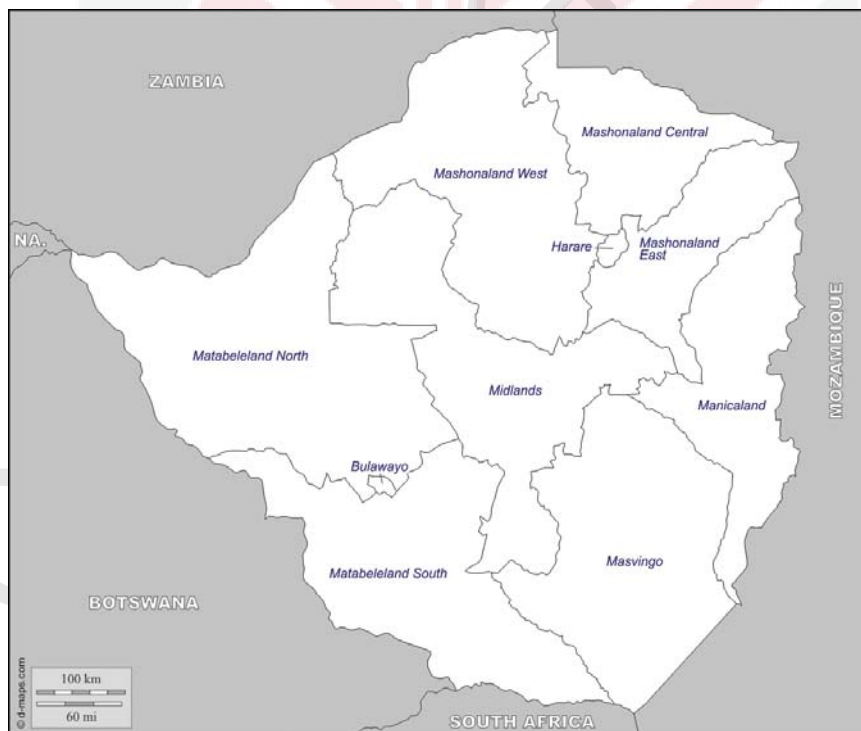 ZAMBIA
Mashonaland Central
Mashonaland West
NA.
Harare
Mashonaland
East
MOZAMBIQUE
Matabeleland North
Midlands
Manicaland
Bulawayo
Masvingo
Matabeleland South
BOTSWANA
© d-maps.com
100 km
60 mi
SOUTH AFRICA